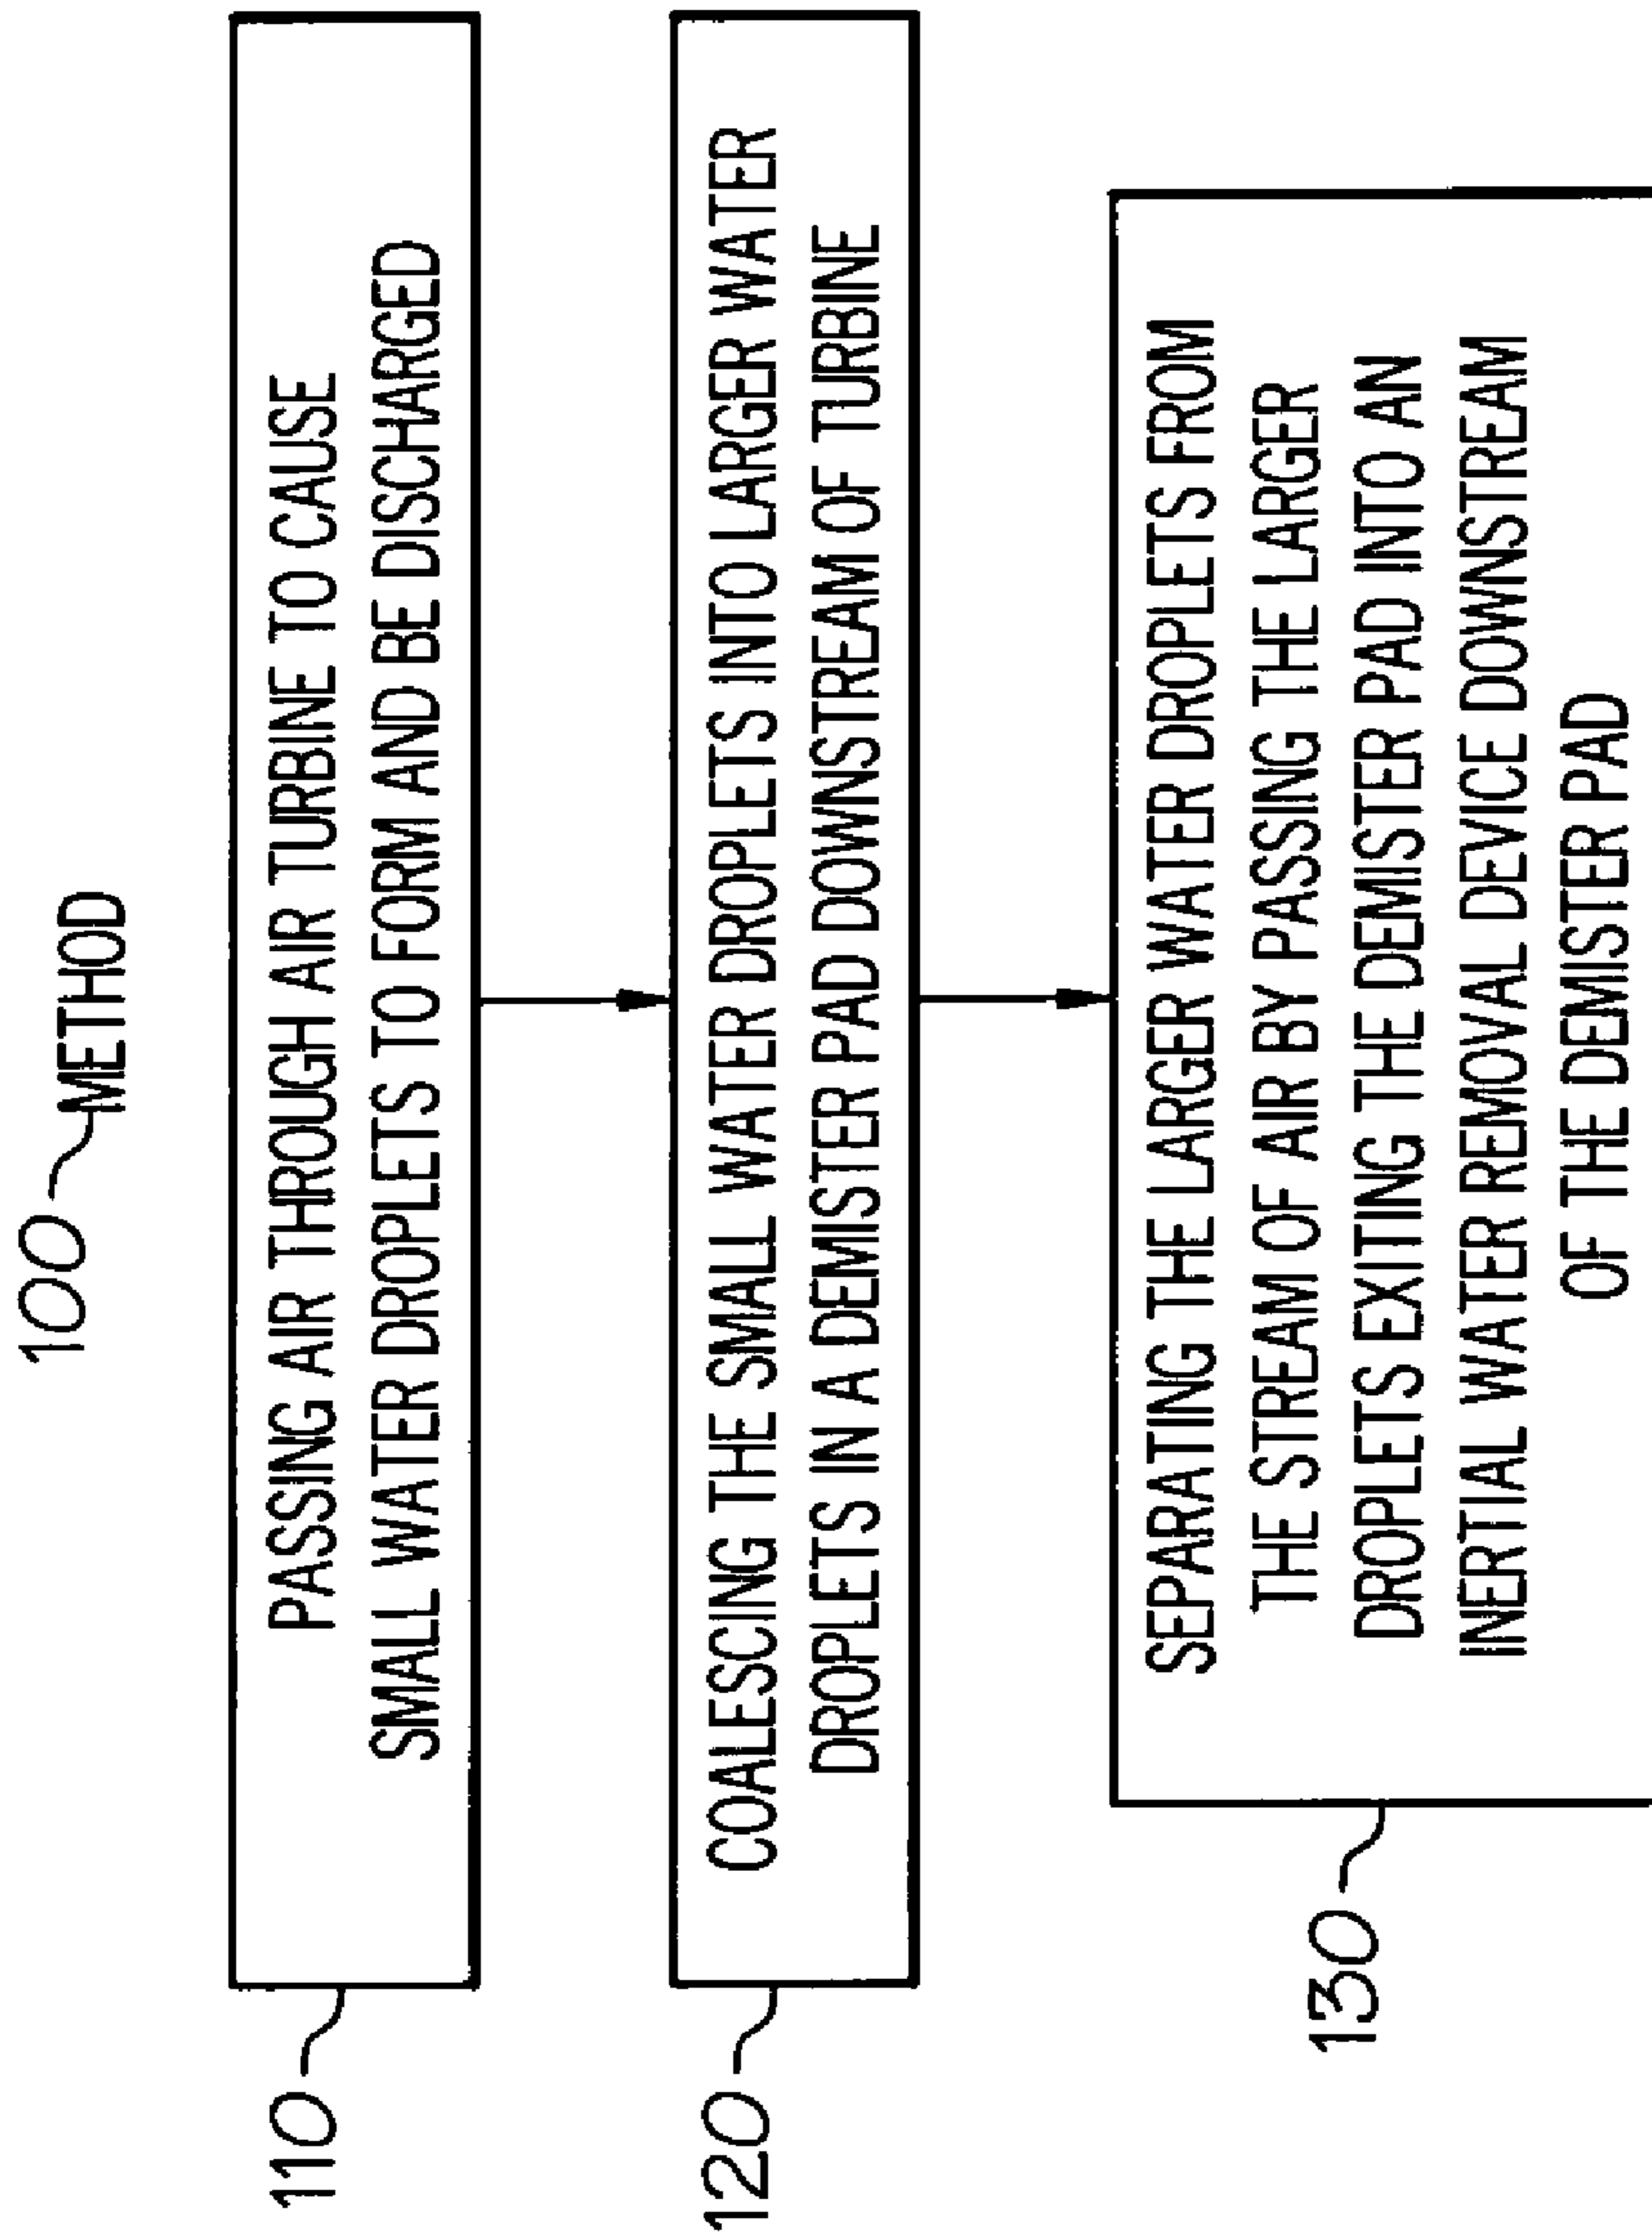 100 METHOD
110
PASSING AIR THROUGH AIR TURBINE TO CAUSE
SMALL WATER DROPLETS TO FORM AND BE DISCHARGED
120
COALESCING THE SMALL WATER DROPLETS INTO LARGER WATER
DROPLETS IN A DEMISTER PAD DOWNSTREAM OF TURBINE
130
SEPARATING THE LARGER WATER DROPLETS FROM
THE STREAM OF AIR BY PASSING THE LARGER
DROPLETS EXITING THE DEMISTER PAD INTO AN
INERTIAL WATER REMOVAL DEVICE DOWNSTREAM
OF THE DEMISTER PAD